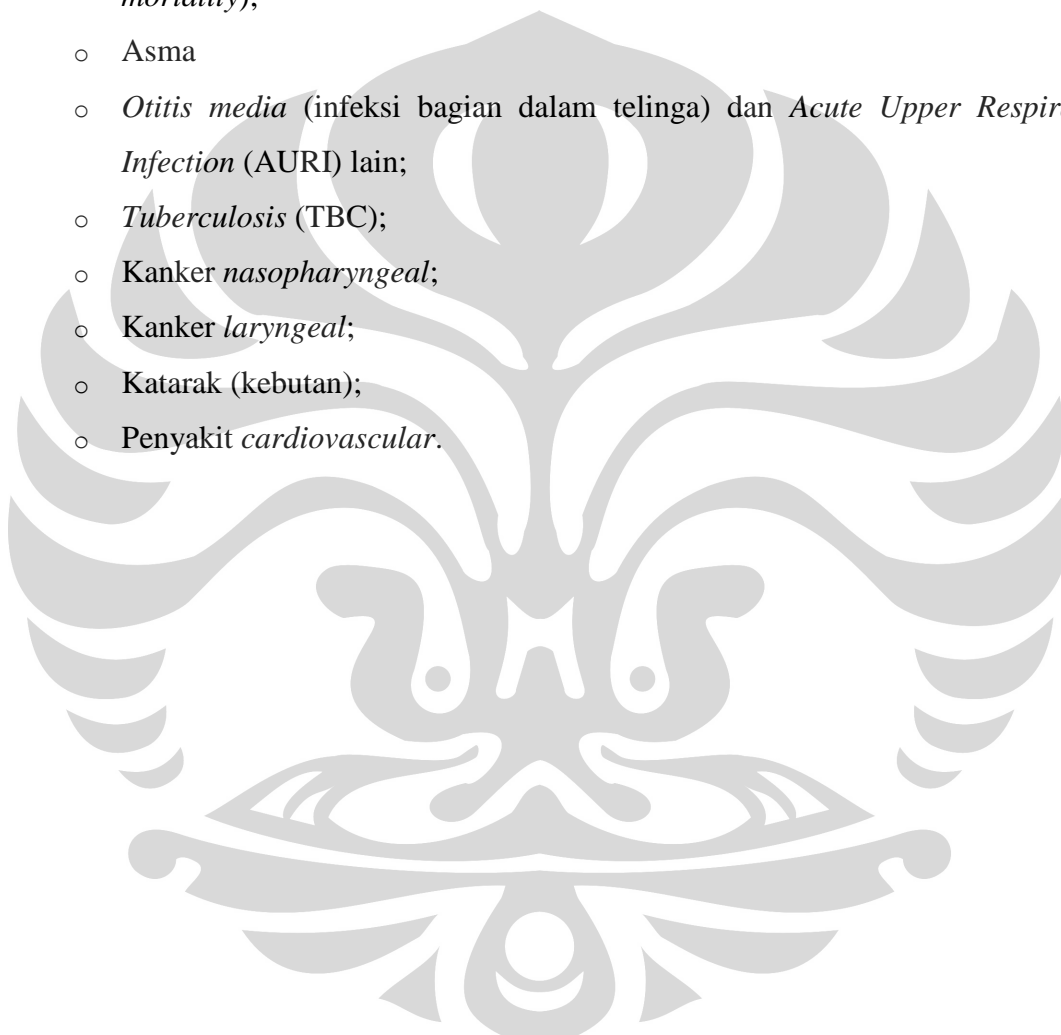 mortality);
o Asma
o Otitis media (infeksi bagian dalam telinga) dan Acute Upper
Infection (AURI) lain;
o Tuberculosis (TBC);
o Kanker nasopharyngeal;
o Kanker laryngeal;
o Katarak (kebutan);
o Penyakit cardiovascular.